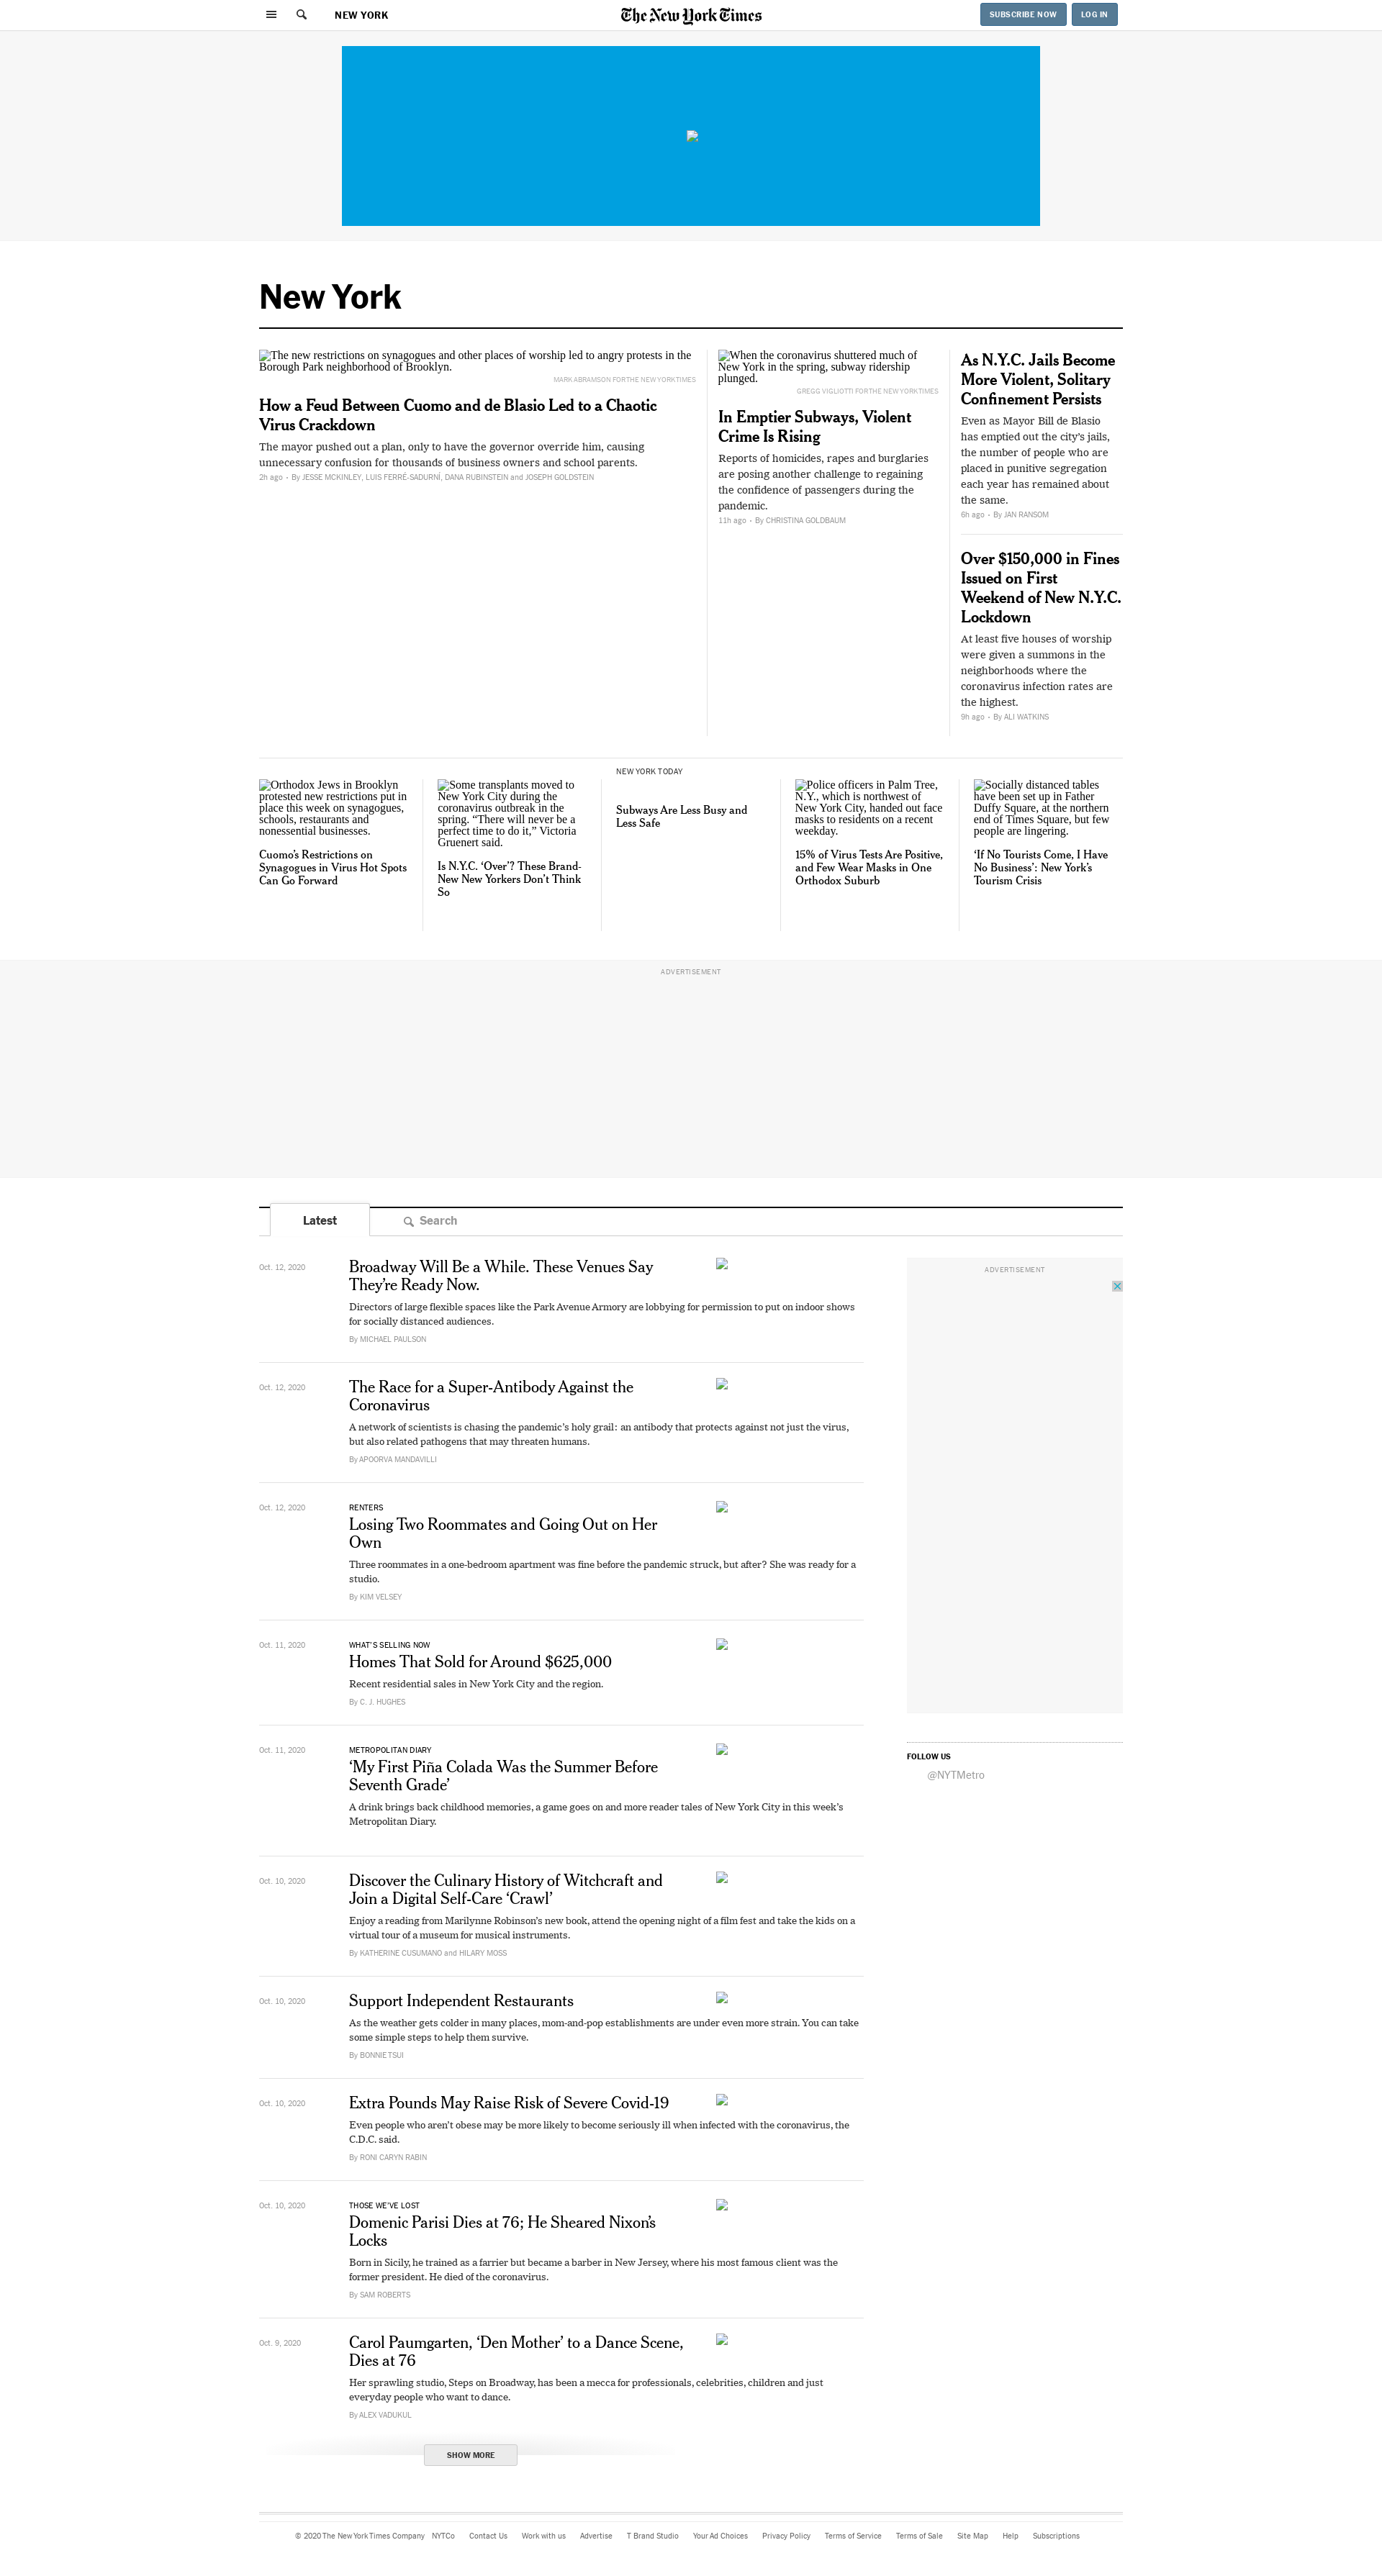 NEW YORK
The New York Times
SUBSCRIBE NOW
LOG IN
New York
The new restrictions on synagogues and other places of worship led to angry protests in the
Borough Park neighborhood of Brooklyn.
MARK ABRAMSON FOR THE NEW YORK TIMES
How a Feud Between Cuomo and de Blasio Led to a Chaotic
Virus Crackdown
The mayor pushed out a plan, only to have the governor override him, causing
unnecessary confusion for thousands of business owners and school parents.
2h ago • By JESSE MCKINLEY, LUIS FERRÉ-SADURNÍ, DANA RUBINSTEIN and JOSEPH GOLDSTEIN
When the coronavirus shuttered much of
New York in the spring, subway ridership
plunged.
GREGG VIGLIOTTI FOR THE NEW YORK TIMES
In Emptier Subways, Violent
Crime Is Rising
Reports of homicides, rapes and burglaries
are posing another challenge to regaining
the confidence of passengers during the
pandemic.
11h ago • By CHRISTINA GOLDBAUM
As N.Y.C. Jails Become
More Violent, Solitary
Confinement Persists
Even as Mayor Bill de Blasio
has emptied out the city's jails,
the number of people who are
placed in punitive segregation
each year has remained about
the same.
6h ago • By JAN RANSOM
Over $150,000 in Fines
Issued on First
Weekend of New N.Y.C.
Lockdown
At least five houses of worship
were given a summons in the
neighborhoods where the
coronavirus infection rates are
the highest.
9h ago • By ALI WATKINS
Orthodox Jews in Brooklyn
protested new restrictions put in
place this week on synagogues,
schools, restaurants and
nonessential businesses.
Cuomo's Restrictions on
Synagogues in Virus Hot Spots
Can Go Forward
Some transplants moved to
New York City during the
coronavirus outbreak in the
spring. “There will never be a
perfect time to do it,” Victoria
Gruenert said.
Is N.Y.C. ‘Over’? These Brand-
New New Yorkers Don’t Think
So
NEW YORK TODAY
Subways Are Less Busy and
Less Safe
Police officers in Palm Tree,
N.Y., which is northwest of
New York City, handed out face
masks to residents on a recent
weekday.
15% of Virus Tests Are Positive,
and Few Wear Masks in One
Orthodox Suburb
Socially distanced tables
have been set up in Father
Duffy Square, at the northern
end of Times Square, but few
people are lingering.
‘If No Tourists Come, I Have
No Business’: New York’s
Tourism Crisis
ADVERTISEMENT
Latest
Search
Oct. 12, 2020
Broadway Will Be a While. These Venues Say
They’re Ready Now.
Directors of large flexible spaces like the Park Avenue Armory are lobbying for permission to put on indoor shows
for socially distanced audiences.
By MICHAEL PAULSON
ADVERTISEMENT
Oct. 12, 2020
The Race for a Super-Antibody Against the
Coronavirus
A network of scientists is chasing the pandemic’s holy grail: an antibody that protects against not just the virus,
but also related pathogens that may threaten humans.
By APOORVA MANDAVILLI
Oct. 12, 2020
RENTERS
Losing Two Roommates and Going Out on Her
Own
Three roommates in a one-bedroom apartment was fine before the pandemic struck, but after? She was ready for a
studio.
By KIM VELSEY
Oct. 11, 2020
WHAT’S SELLING NOW
Homes That Sold for Around $625,000
Recent residential sales in New York City and the region.
By C. J. HUGHES
Oct. 11, 2020
METROPOLITAN DIARY
‘My First Piña Colada Was the Summer Before
Seventh Grade’
A drink brings back childhood memories, a game goes on and more reader tales of New York City in this week’s
Metropolitan Diary.
FOLLOW US
@NYTMetro
Oct. 10, 2020
Discover the Culinary History of Witchcraft and
Join a Digital Self-Care ‘Crawl’
Enjoy a reading from Marilynne Robinson’s new book, attend the opening night of a film fest and take the kids on a
virtual tour of a museum for musical instruments.
By KATHERINE CUSUMANO and HILARY MOSS
Oct. 10, 2020
Support Independent Restaurants
As the weather gets colder in many places, mom-and-pop establishments are under even more strain. You can take
some simple steps to help them survive.
By BONNIE TSUI
Oct. 10, 2020
Extra Pounds May Raise Risk of Severe Covid-19
Even people who aren’t obese may be more likely to become seriously ill when infected with the coronavirus, the
C.D.C. said.
By RONI CARYN RABIN
Oct. 10, 2020
THOSE WE’VE LOST
Domenic Parisi Dies at 76; He Sheared Nixon’s
Locks
Born in Sicily, he trained as a farrier but became a barber in New Jersey, where his most famous client was the
former president. He died of the coronavirus.
By SAM ROBERTS
Oct. 9, 2020
Carol Paumgarten, ‘Den Mother’ to a Dance Scene,
Dies at 76
Her sprawling studio, Steps on Broadway, has been a mecca for professionals, celebrities, children and just
everyday people who want to dance.
By ALEX VADUKUL
SHOW MORE
© 2020 The New York Times Company NYTCo Contact Us Work with us Advertise T Brand Studio Your Ad Choices Privacy Policy Terms of Service Terms of Sale Site Map Help Subscriptions